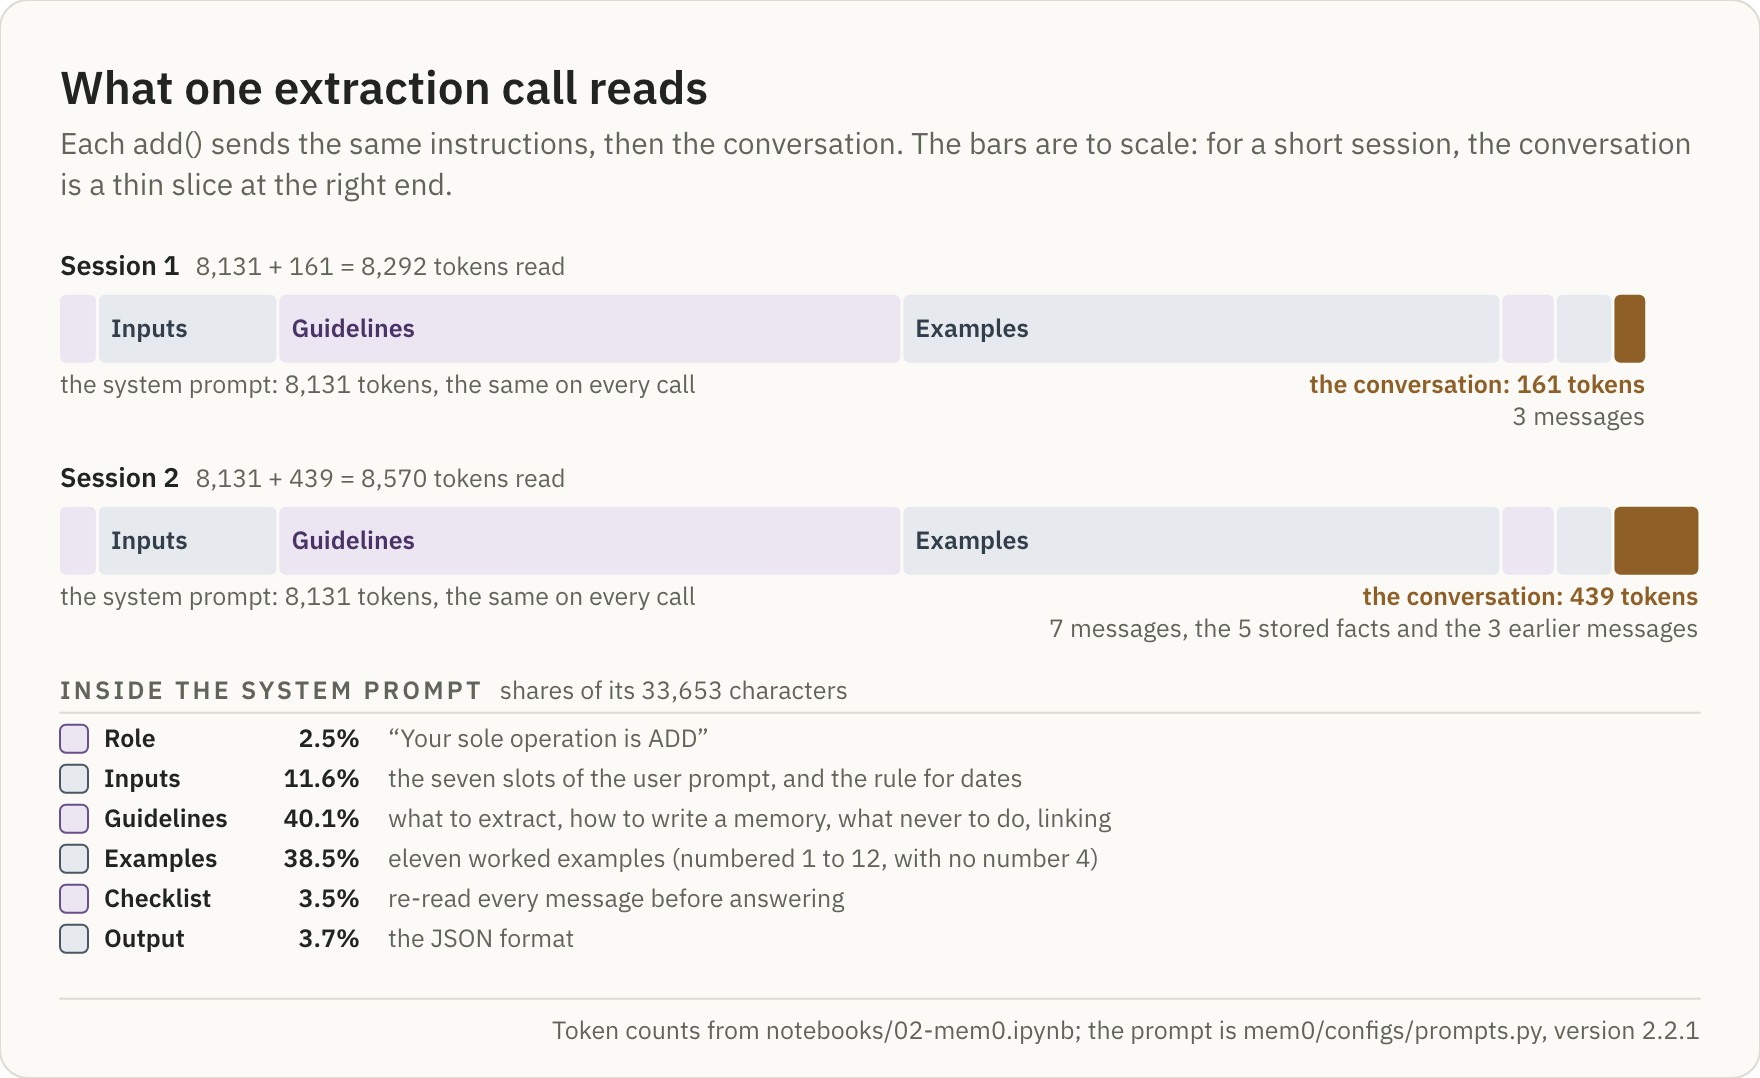 What one extraction call reads
Each add() sends the same instructions, then the conversation. The bars are to scale: for a short session, the conversation
is a thin slice at the right end.
Session 1 8,131 + 161 = 8,292 tokens read
Inputs Guidelines Examples
the system prompt: 8,131 tokens, the same on every call the conversation: 161 tokens
3 messages
Session 2 8,131 + 439 = 8,570 tokens read
Inputs Guidelines Examples
the system prompt: 8,131 tokens, the same on every call the conversation: 439 tokens
7 messages, the 5 stored facts and the 3 earlier messages
INSIDE THE SYSTEM PROMPT shares of its 33,653 characters
Role 2.5% “Your sole operation is ADD”
Inputs 11.6% the seven slots of the user prompt, and the rule for dates
Guidelines 40.1% what to extract, how to write a memory, what never to do, linking
Examples 38.5% eleven worked examples (numbered 1 to 12, with no number 4)
Checklist 3.5% re-read every message before answering
Output 3.7% the JSON format
Token counts from notebooks/02-mem0.ipynb; the prompt is mem0/configs/prompts.py, version 2.2.1